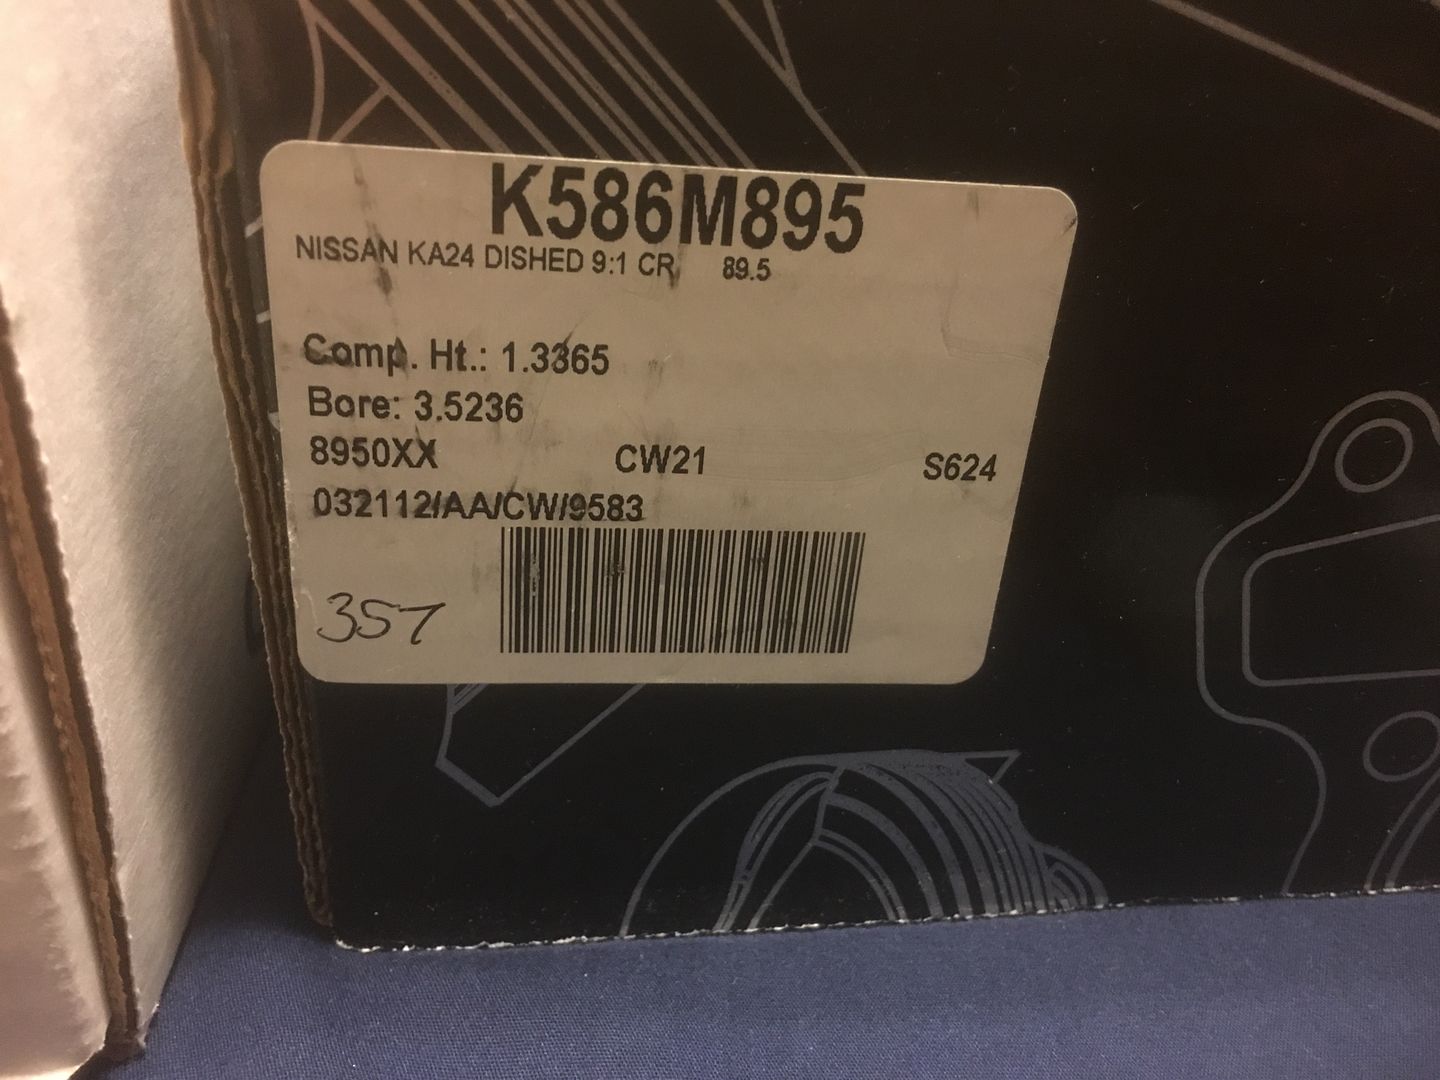 K586M895
NISSAN KA24 DISHED 9:1 CR 89.5
Comp. Ht.: 1.3365
Bore: 3.5236
8950XX CW21 S624
032112/AA/CW/9583
357